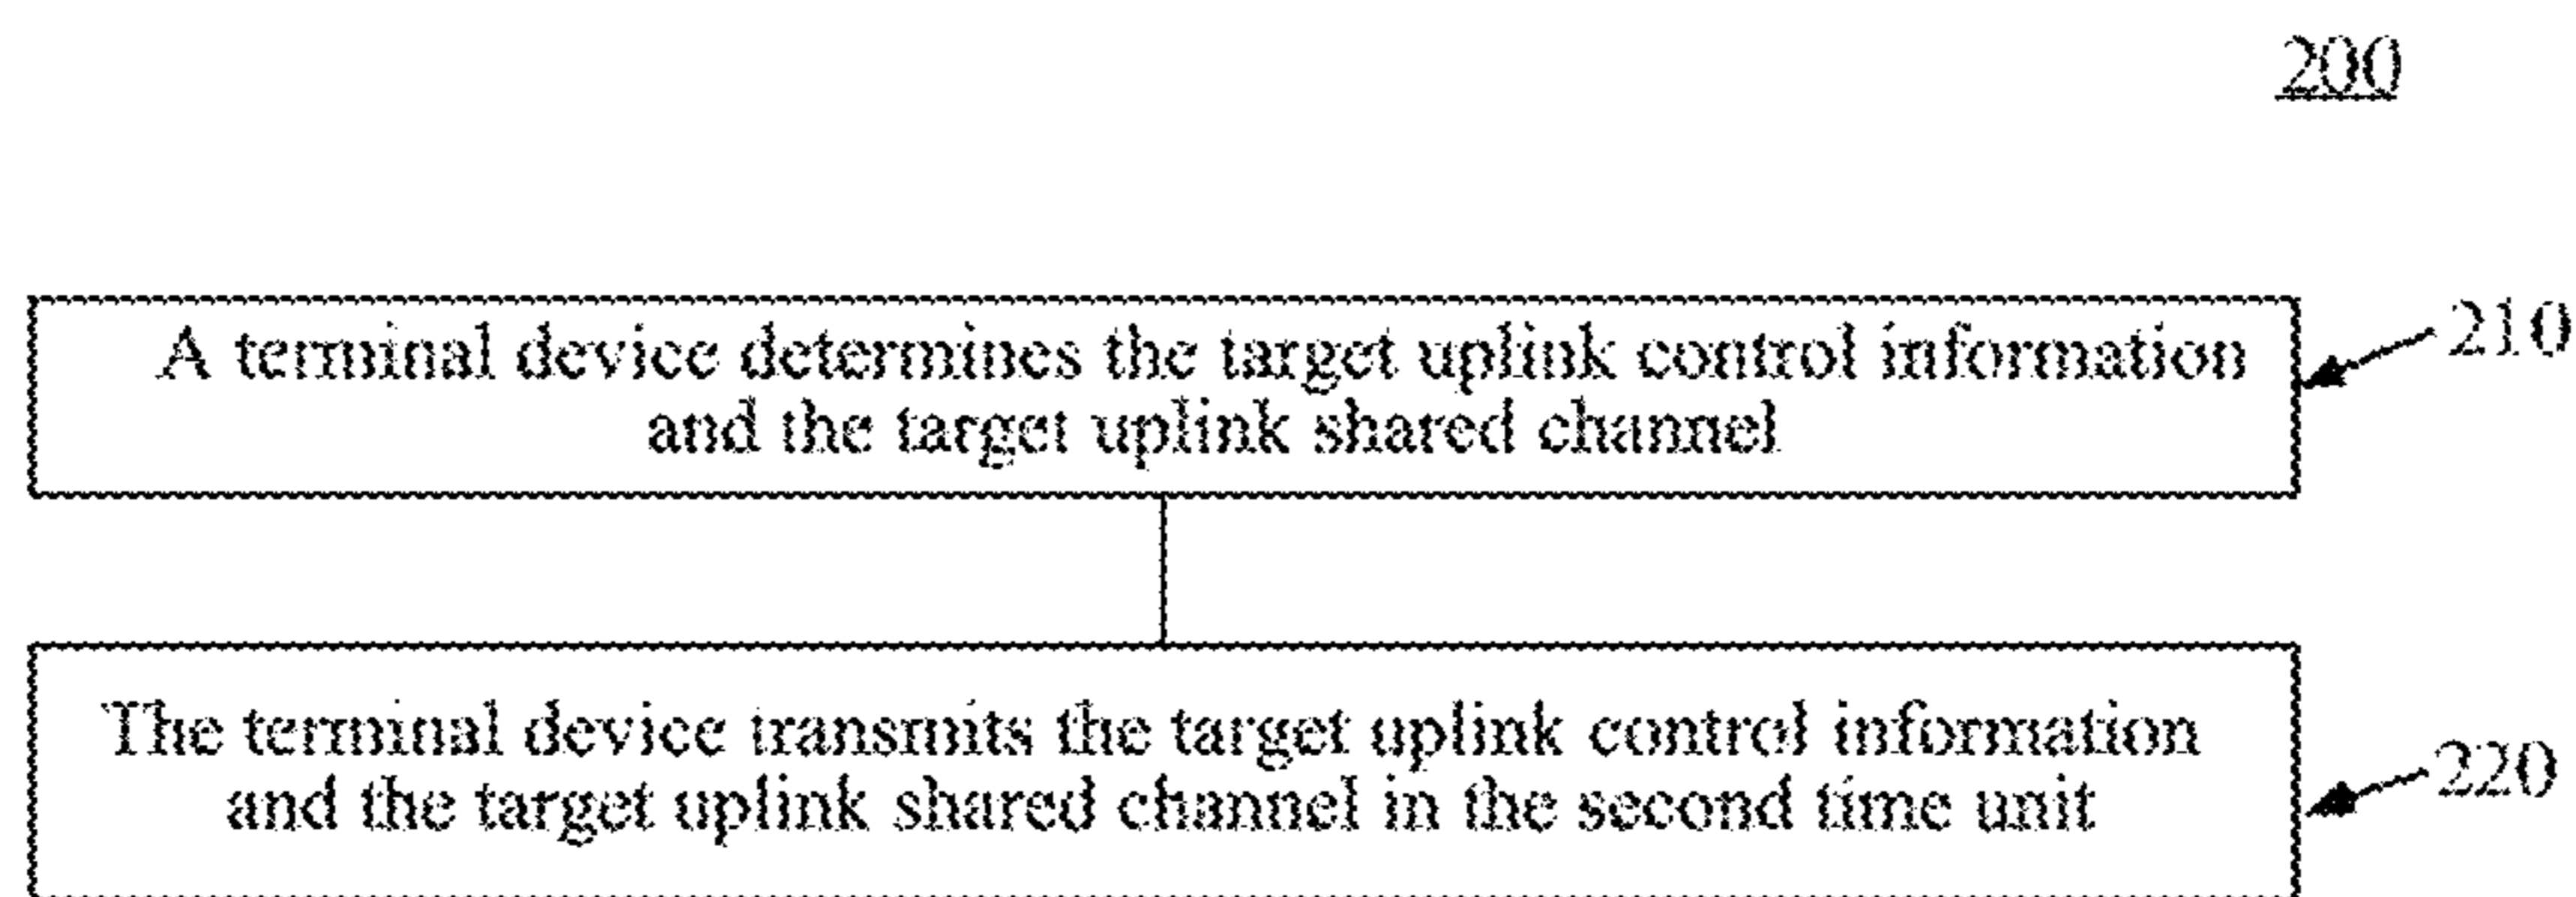 200
A terminal device determines the target uplink control information
and the target uplink shared channel
210
The terminal device transmits the target uplink control information
and the target uplink shared channel in the second time unit
220